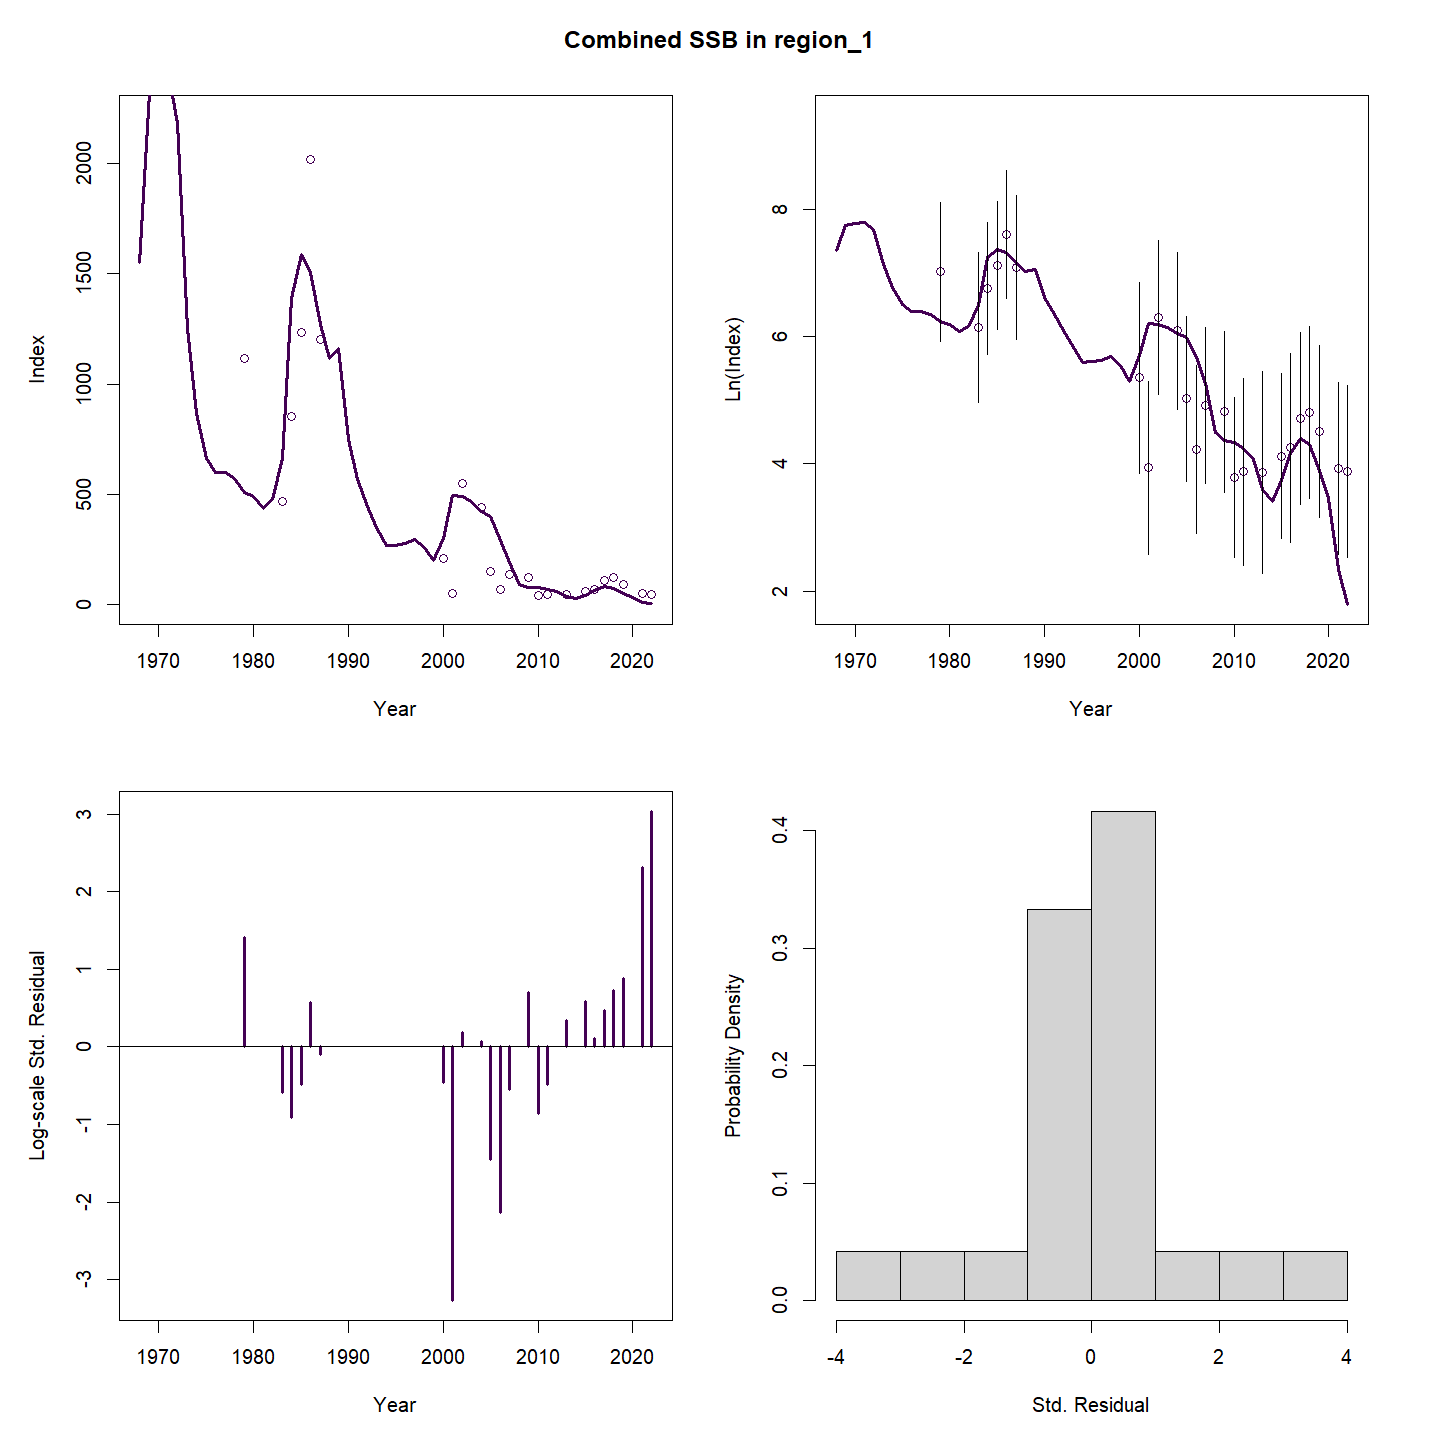 Combined SSB in region_1
Index
2000
1500
1000
500
0
1970 1980 1990 2000 2010 2020
Year
Ln(Index)
8
6
4
2
1970 1980 1990 2000 2010 2020
Year
Log-scale Std. Residual
3
2
1
0
-1
-2
-3
1970 1980 1990 2000 2010 2020
Year
Probability Density
0.4
0.3
0.2
0.1
0.0
-4 -2 0 2 4
Std. Residual